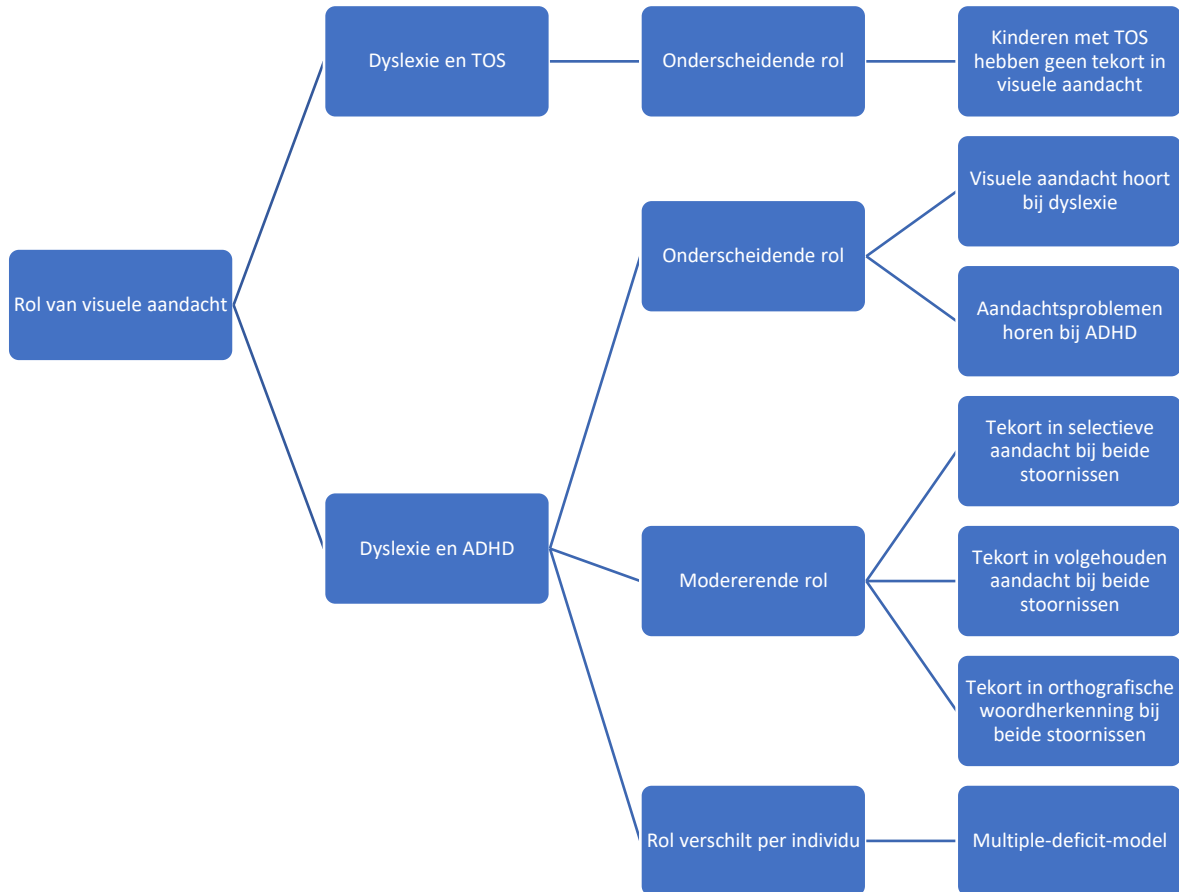 Rol van visuele aandacht
Dyslexie en TOS
Onderscheidende rol
Kinderen met TOS
hebben geen tekort in
visuele aandacht
Dyslexie en ADHD
Onderscheidende rol
Visuele aandacht hoort
bij dyslexie
Aandachtsproblemen
horen bij ADHD
Modererende rol
Tekort in selectieve
aandacht bij beide
stoornissen
Tekort in volgehouden
aandacht bij beide
stoornissen
Tekort in orthografische
woordherkenning bij
beide stoornissen
Rol verschilt per individu
Multiple-deficit-model